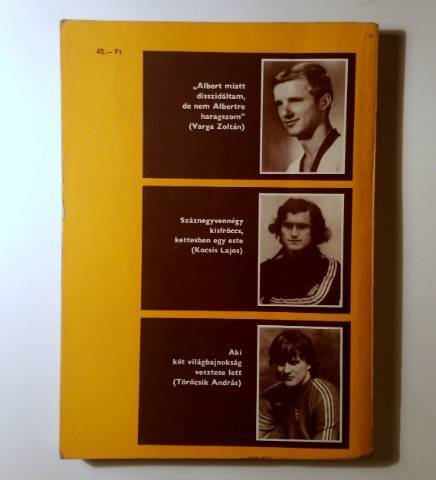 45,— Ft
„Albert miatt
disszidáltam,
de nem Albertre
haragszom”
(Varga Zoltán)
Száznegyvennégy
kisfröccs,
kettesben egy este
(Kocsis Lajos)
Aki
két világbajnokság
vesztese lett
(Törőcsik András)